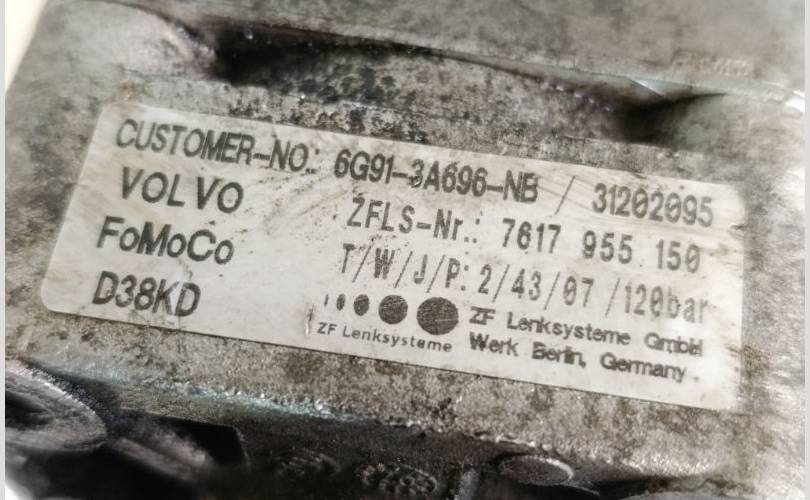 CUSTOMER-NO.: 6G91-3A696-NB / 31202095
VOLVO
ZFLS-Nr.: 7617 955 150
FoMoCo
T/W/J/P: 2/43/07 /120bar
D38KD
ZF Lenksysteme
ZF Lenksysteme GmbH
Werk Berlin, Germany